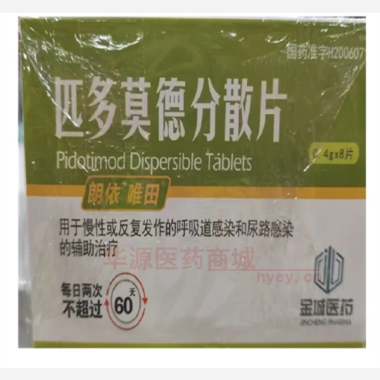 国药准字H200607
匹多莫德分散片
Pidotimod Dispersible Tablets
0.4g×8片
朗依 唯田
用于慢性或反复发作的呼吸道感染和尿路感染
的辅助治疗
华源医药商城
hyey.c
每日两次
不超过
60天
金城医药
JINCHENG PHARMA